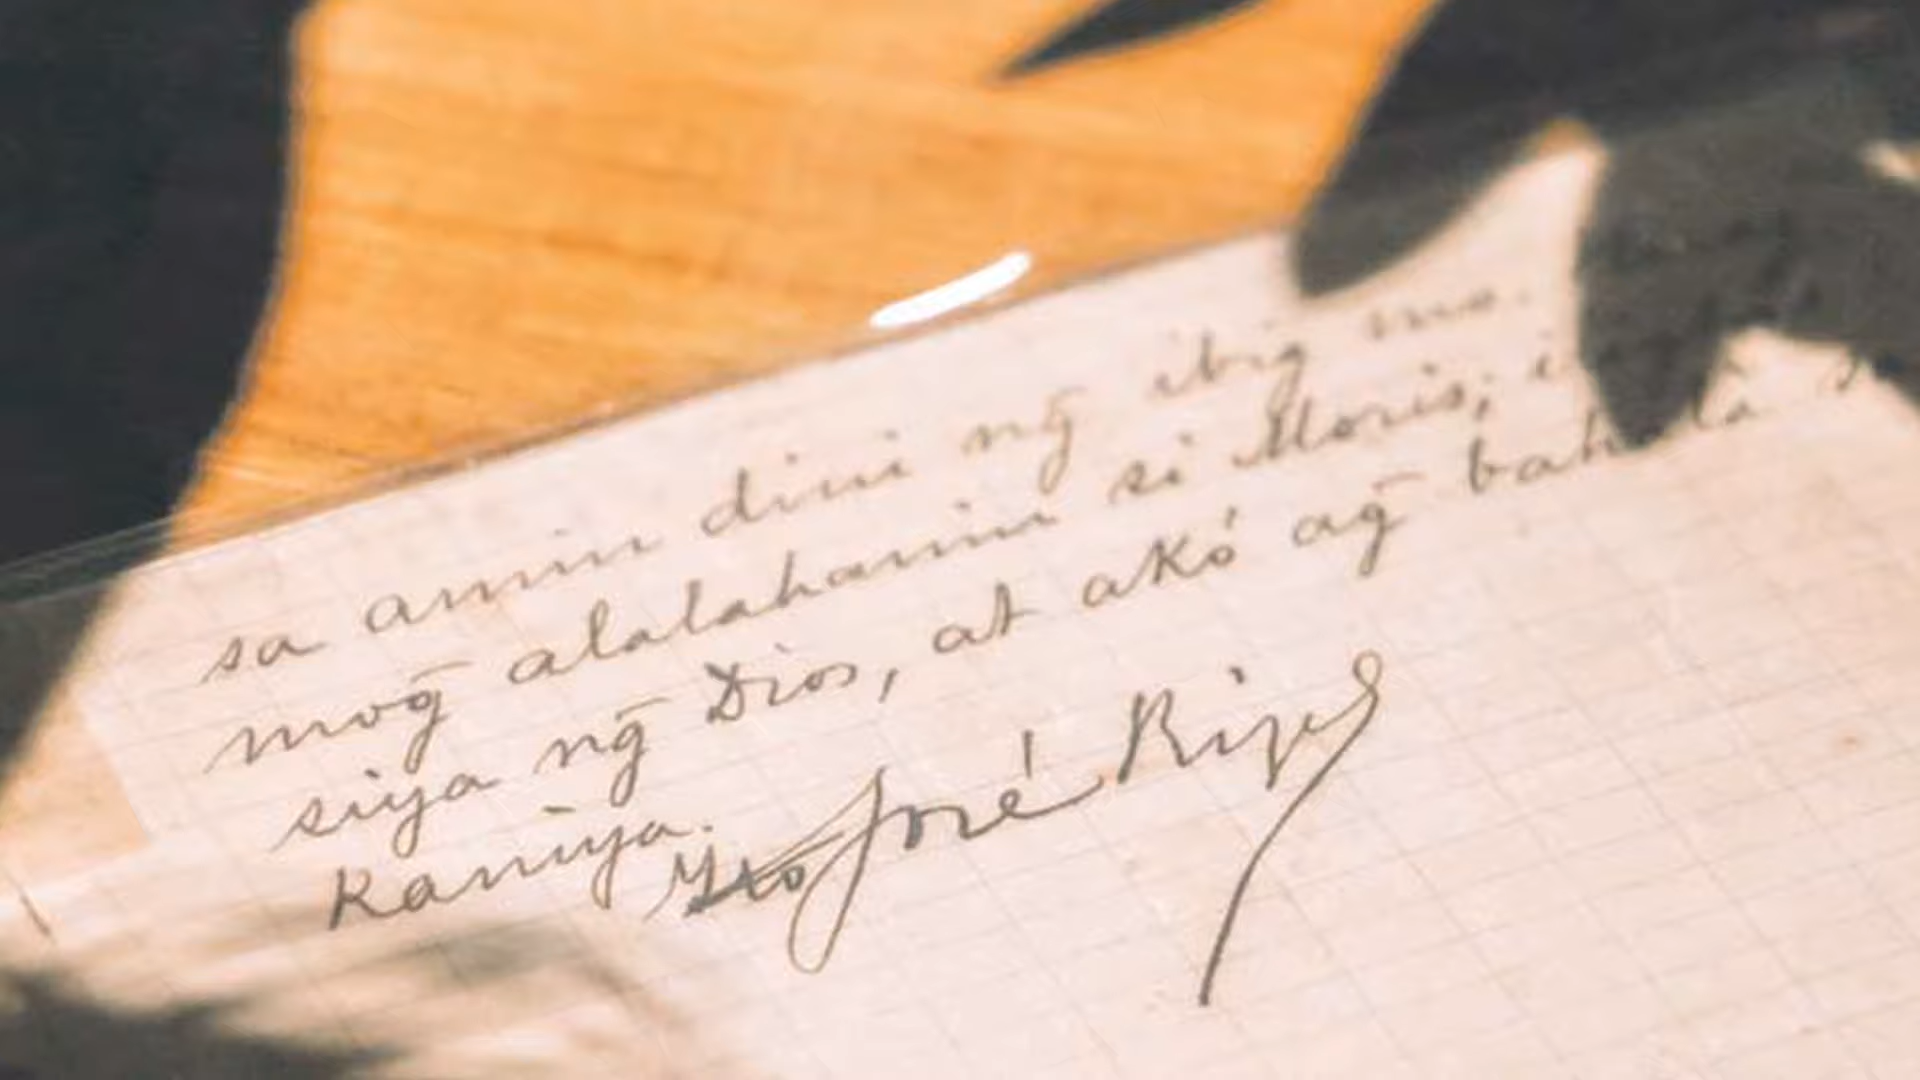 sa amin dini ng̃ ibig mo.
mog̃ alalahanin si Moris;
siya ng̃ Dios, at akó ag̃ bahala
kaniya.
José Rizal